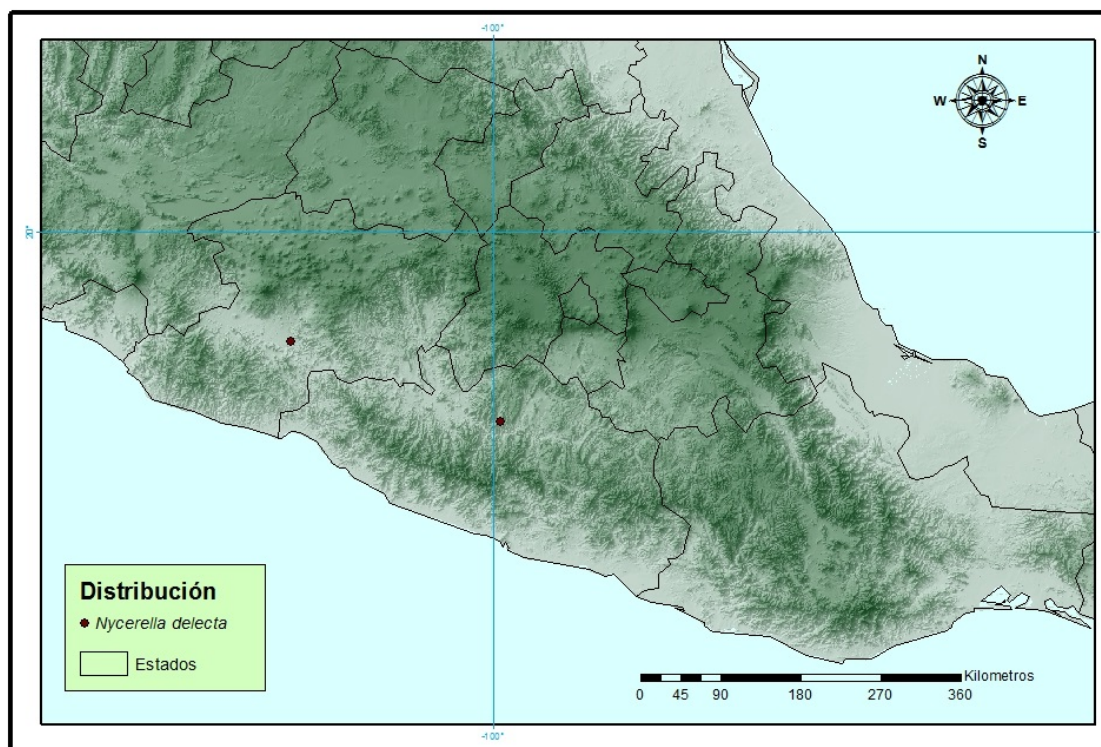 -100°
N
W E
S
20°
Distribución
Nycerella delecta
Estados
Kilometros
0 45 90 180 270 360
-100°